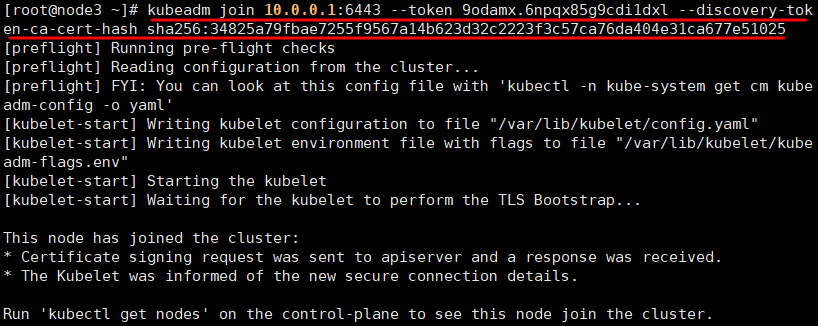 [root@node3 ~]# kubeadm join 10.0.0.1:6443 --token 9odamx.6npqx85g9cdi1dxl --discovery-tok
en-ca-cert-hash sha256:34825a79fbae7255f9567a14b623d32c2223f3c57ca76da404e31ca677e51025
[preflight] Running pre-flight checks
[preflight] Reading configuration from the cluster...
[preflight] FYI: You can look at this config file with 'kubectl -n kube-system get cm kube
adm-config -o yaml'
[kubelet-start] Writing kubelet configuration to file "/var/lib/kubelet/config.yaml"
[kubelet-start] Writing kubelet environment file with flags to file "/var/lib/kubelet/kube
adm-flags.env"
[kubelet-start] Starting the kubelet
[kubelet-start] Waiting for the kubelet to perform the TLS Bootstrap...
This node has joined the cluster:
* Certificate signing request was sent to apiserver and a response was received.
* The Kubelet was informed of the new secure connection details.
Run 'kubectl get nodes' on the control-plane to see this node join the cluster.